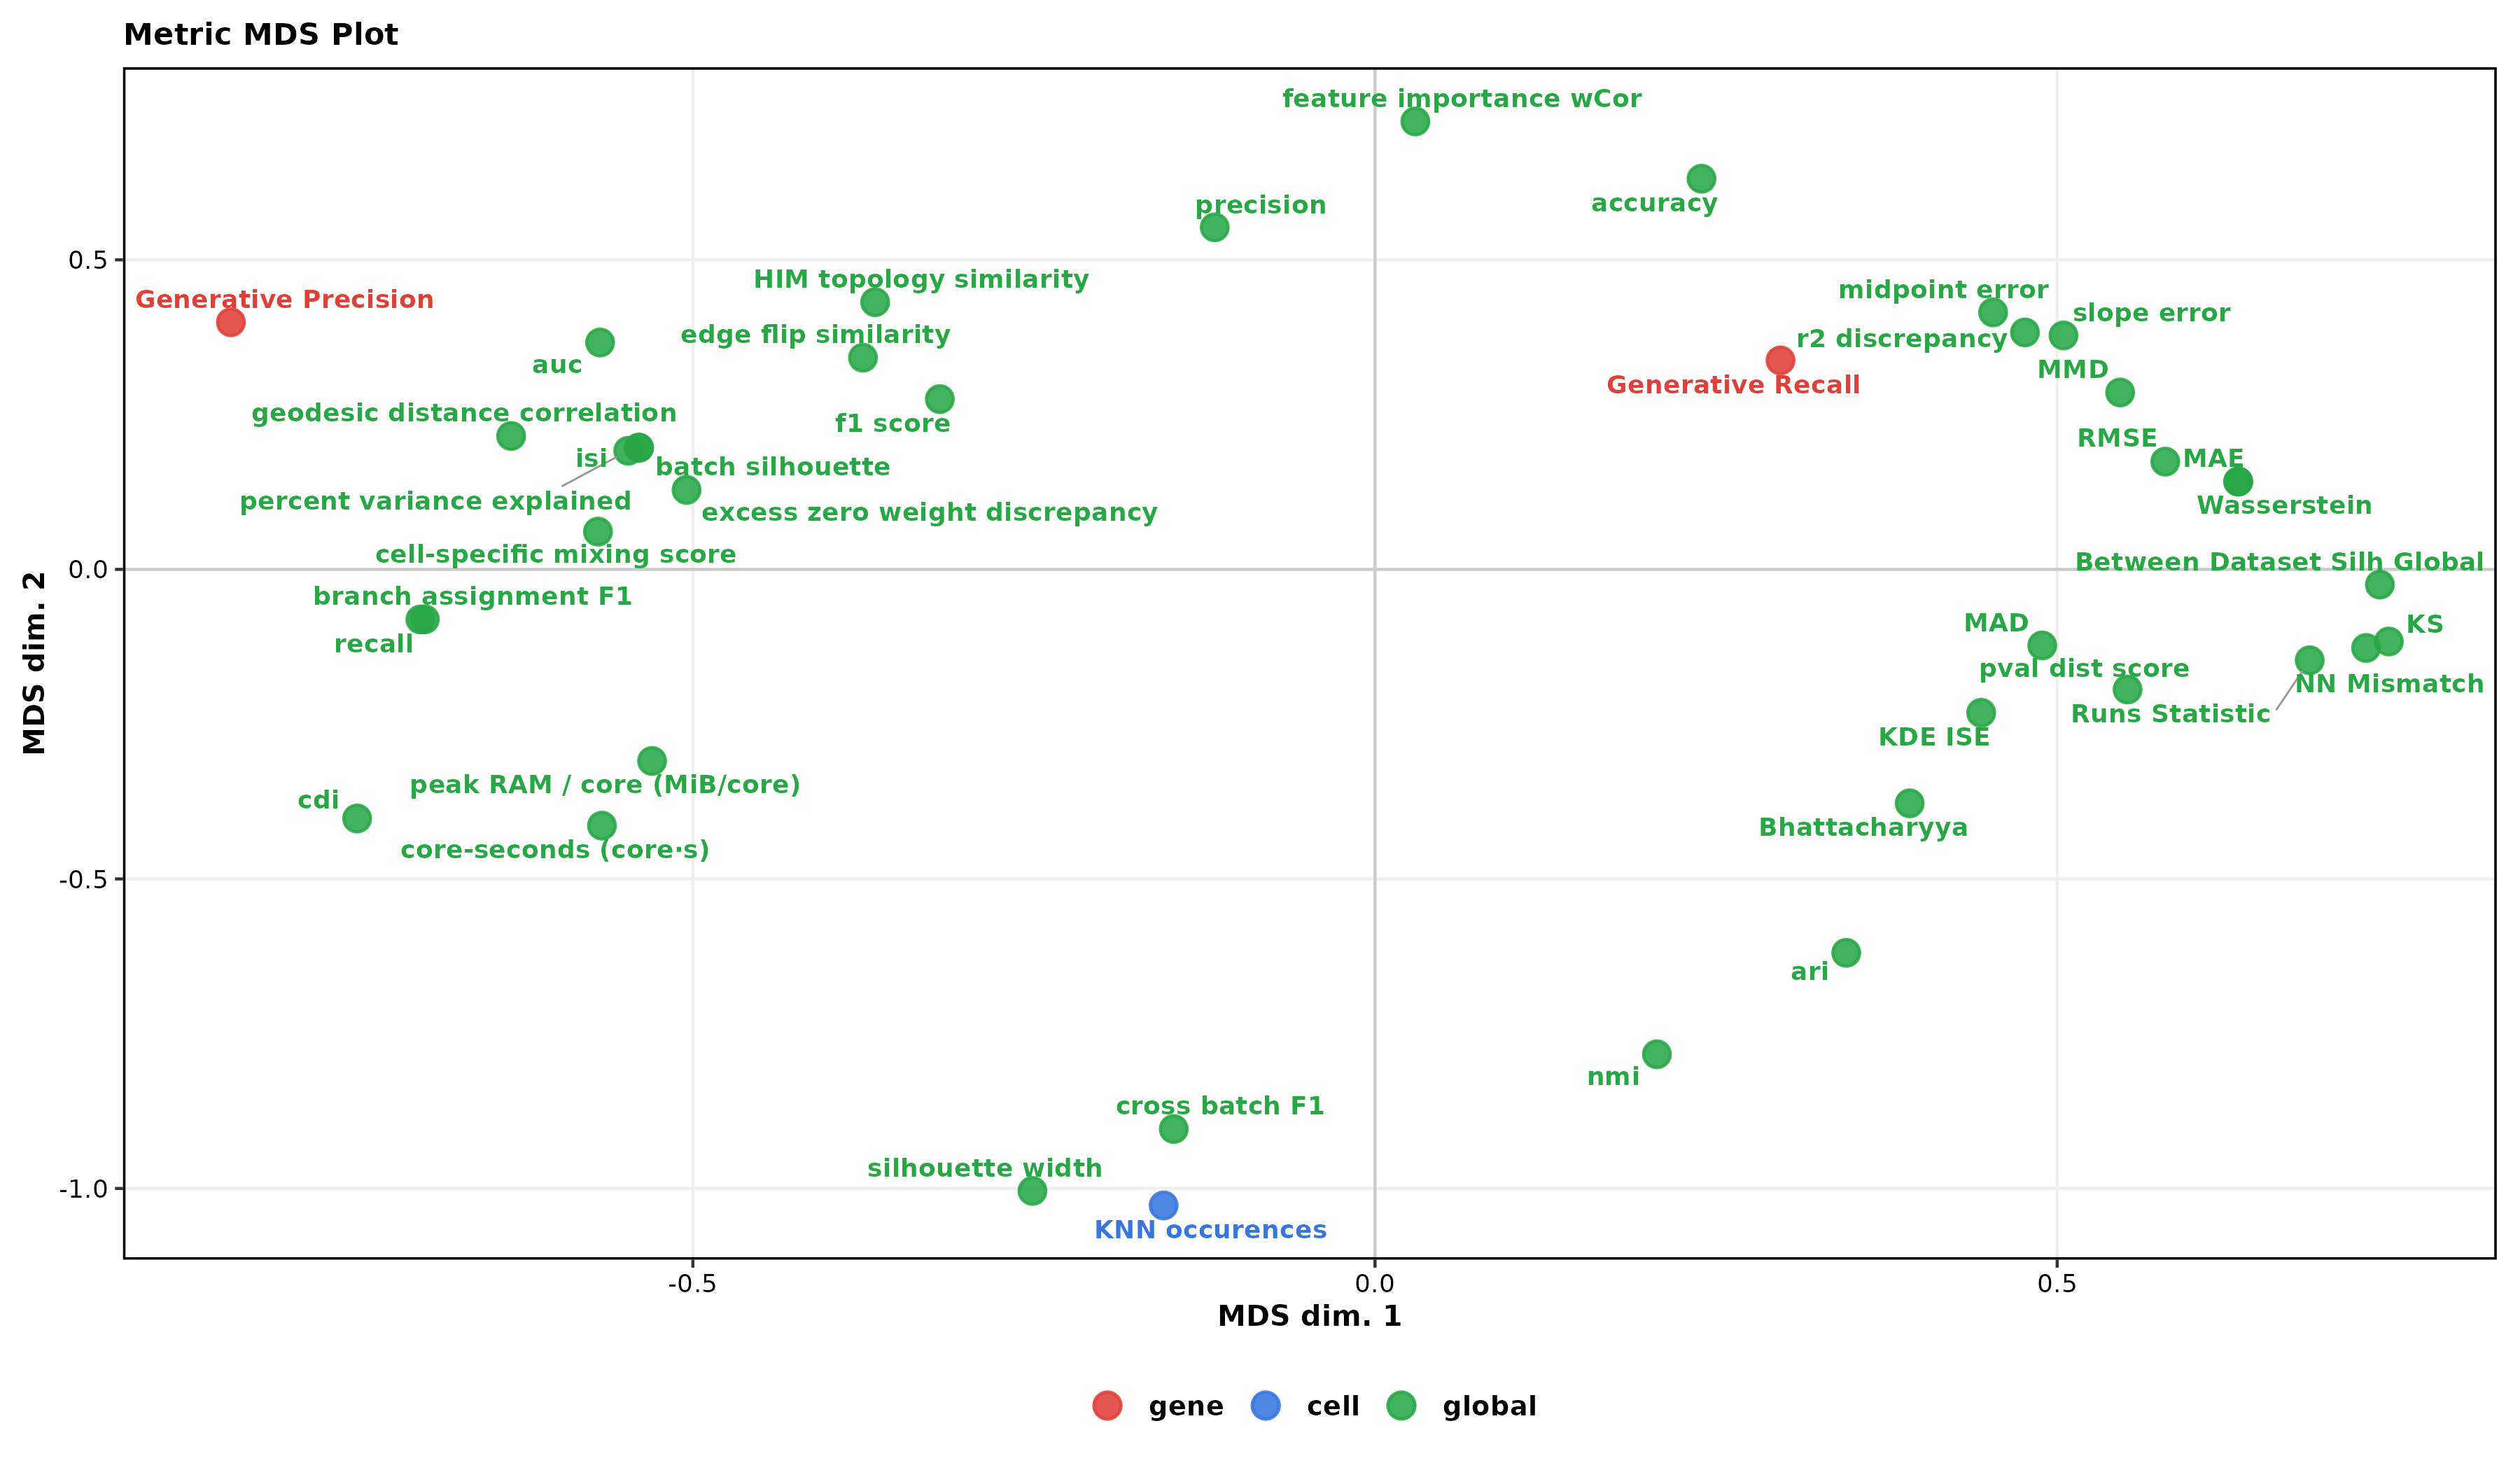 Metric MDS Plot
feature importance wCor
accuracy
precision
HIM topology similarity
midpoint error
Generative Precision
slope error
edge flip similarity
r2 discrepancy
auc
MMD
Generative Recall
geodesic distance correlation
f1 score
RMSE
isi
MAE
batch silhouette
percent variance explained
Wasserstein
excess zero weight discrepancy
cell-specific mixing score
Between Dataset Silh Global
branch assignment F1
MAD
KS
recall
pval dist score
NN Mismatch
Runs Statistic
KDE ISE
peak RAM / core (MiB/core)
cdi
Bhattacharyya
core-seconds (core·s)
ari
nmi
cross batch F1
silhouette width
KNN occurences
0.5
0.0
-0.5
-1.0
MDS dim. 2
-0.5
0.0
0.5
MDS dim. 1
gene
cell
global